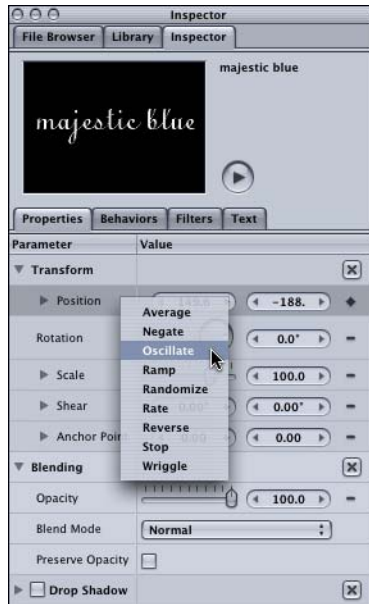 Inspector
File Browser Library Inspector
majestic blue
majestic blue
Properties Behaviors Filters Text
Parameter Value
Transform
Position -188.
Average
Negate
Oscillate
Ramp
Randomize
Rate
Reverse
Stop
Wriggle
Rotation 0.0°
Scale 100.0
Shear 0.00°
Anchor Poin 0.00
Blending
Opacity 100.0
Blend Mode Normal
Preserve Opacity
Drop Shadow